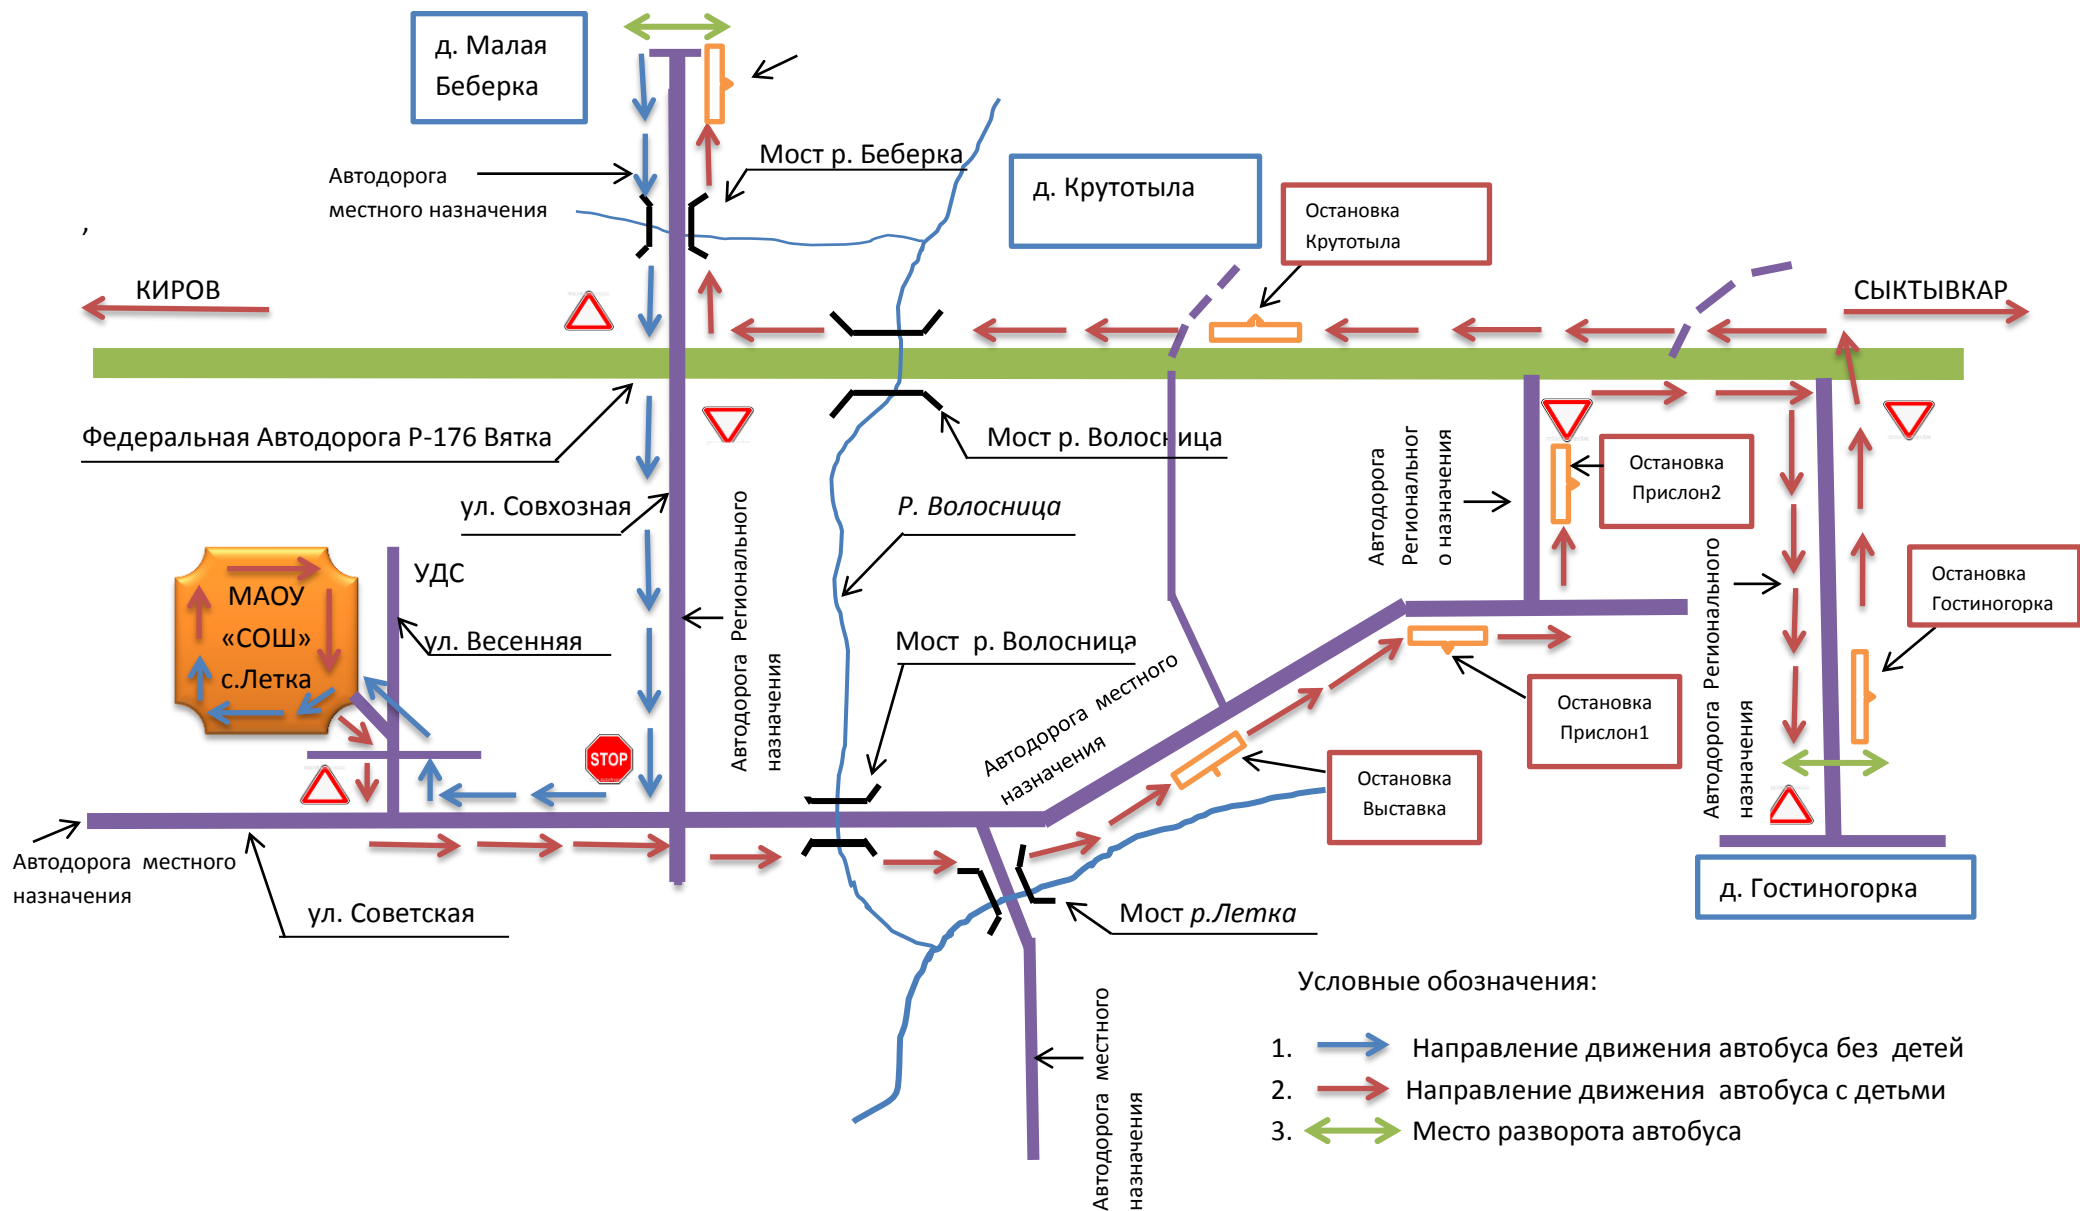 д. Малая
Беберка
Мост р. Беберка
Автодорога
местного назначения
д. Крутотыла
Остановка
Крутотыла
,
КИРОВ
СЫКТЫВКАР
Федеральная Автодорога Р-176 Вятка
Мост р. Волосница
Автодорога
Региональног
о назначения
Остановка
Прислон2
ул. Совхозная
Р. Волосница
Автодорога Регионального
назначения
УДС
МАОУ
«СОШ»
с.Летка
ул. Весенняя
Автодорога Регионального
назначения
Остановка
Гостиногорка
Мост р. Волосница
Автодорога местного
назначения
Остановка
Прислон1
STOP
Остановка
Выставка
Автодорога местного
назначения
ул. Советская
Мост р.Летка
д. Гостиногорка
Автодорога местного
назначения
Условные обозначения:
1. Направление движения автобуса без детей
2. Направление движения автобуса с детьми
3. Место разворота автобуса